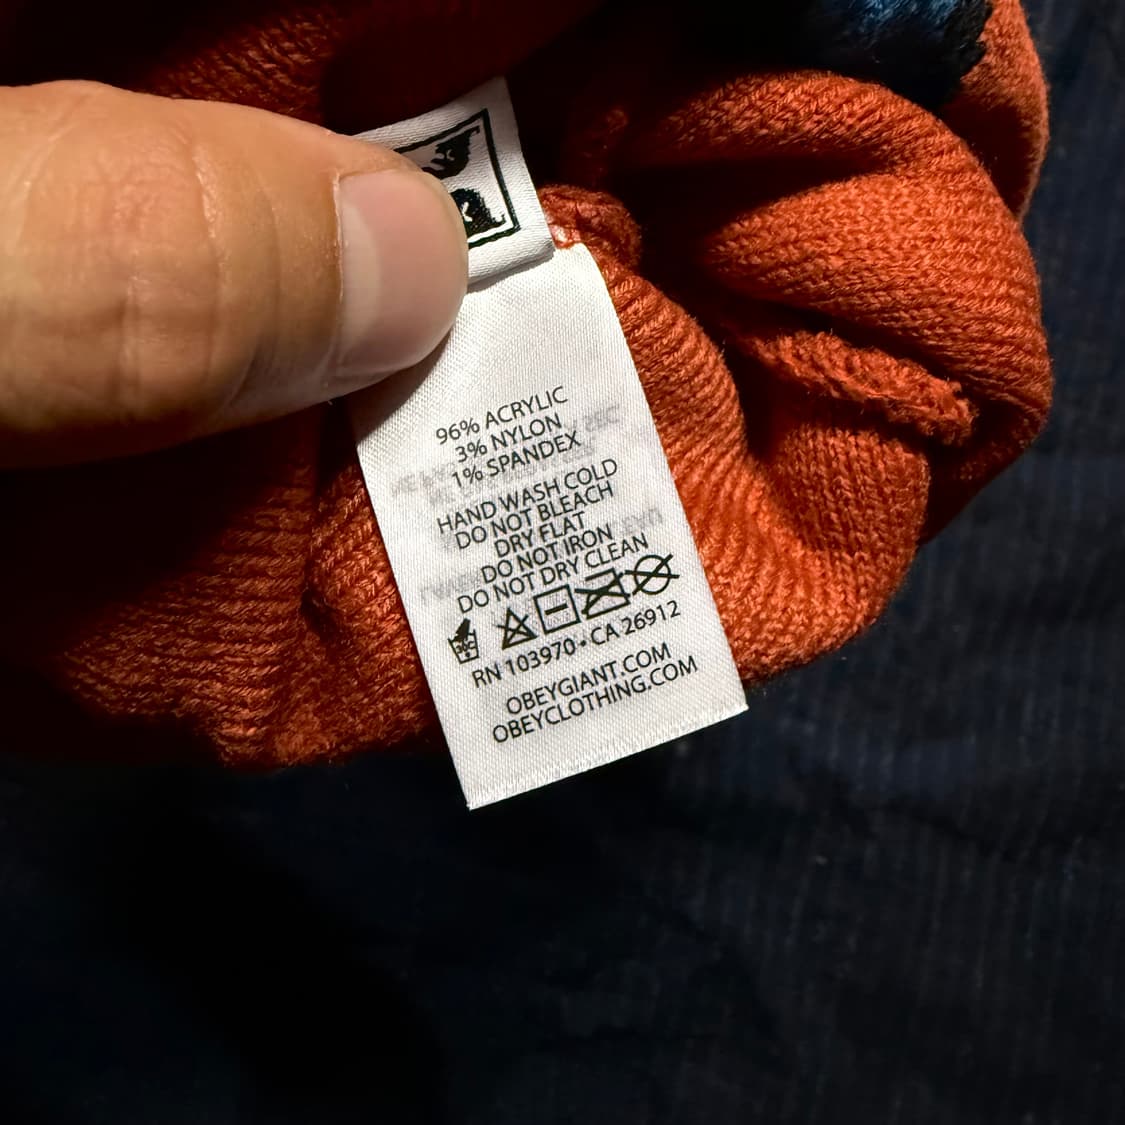 96% ACRYLIC
3% NYLON
1% SPANDEX
HAND WASH COLD
DO NOT BLEACH
DRY FLAT
DO NOT IRON
DO NOT DRY CLEAN
RN 103970 • CA 26912
OBEYGIANT.COM
OBEYCLOTHING.COM